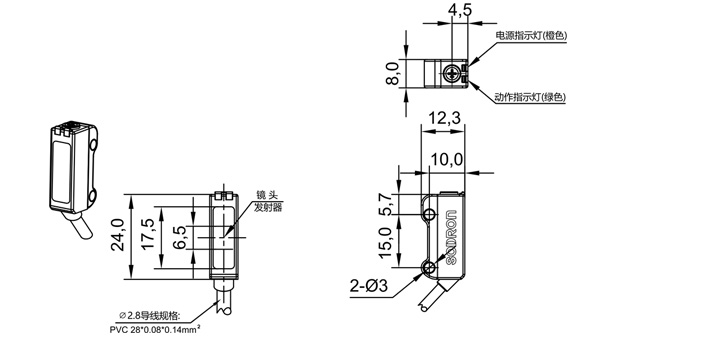 4,5
电源指示灯(橙色)
8,0
动作指示灯(绿色)
12,3
10,0
镜 头
发射器
24,0
17,5
6,5
5,7
15,0
SODRON
2-Ø3
⌀2.8导线规格:
PVC 28*0.08*0.14mm²